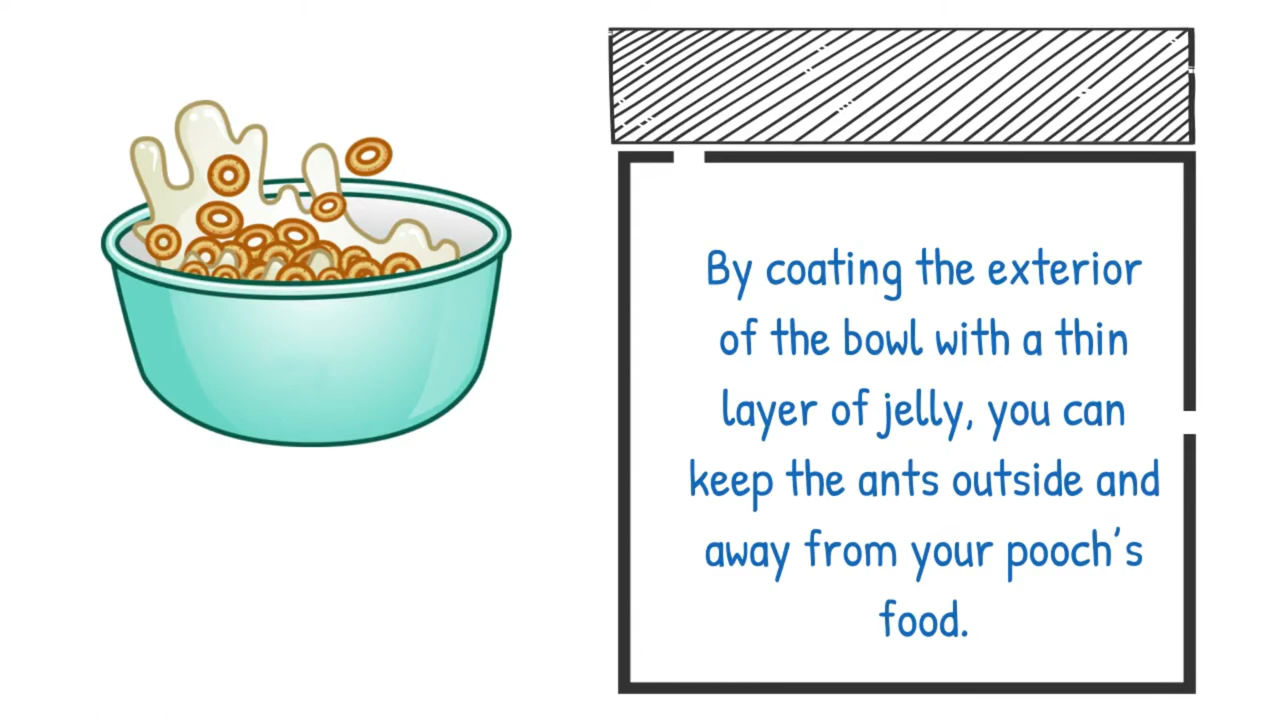 By coating the exterior
of the bowl with a thin
layer of jelly, you can
keep the ants outside and
away from your pooch's
food.